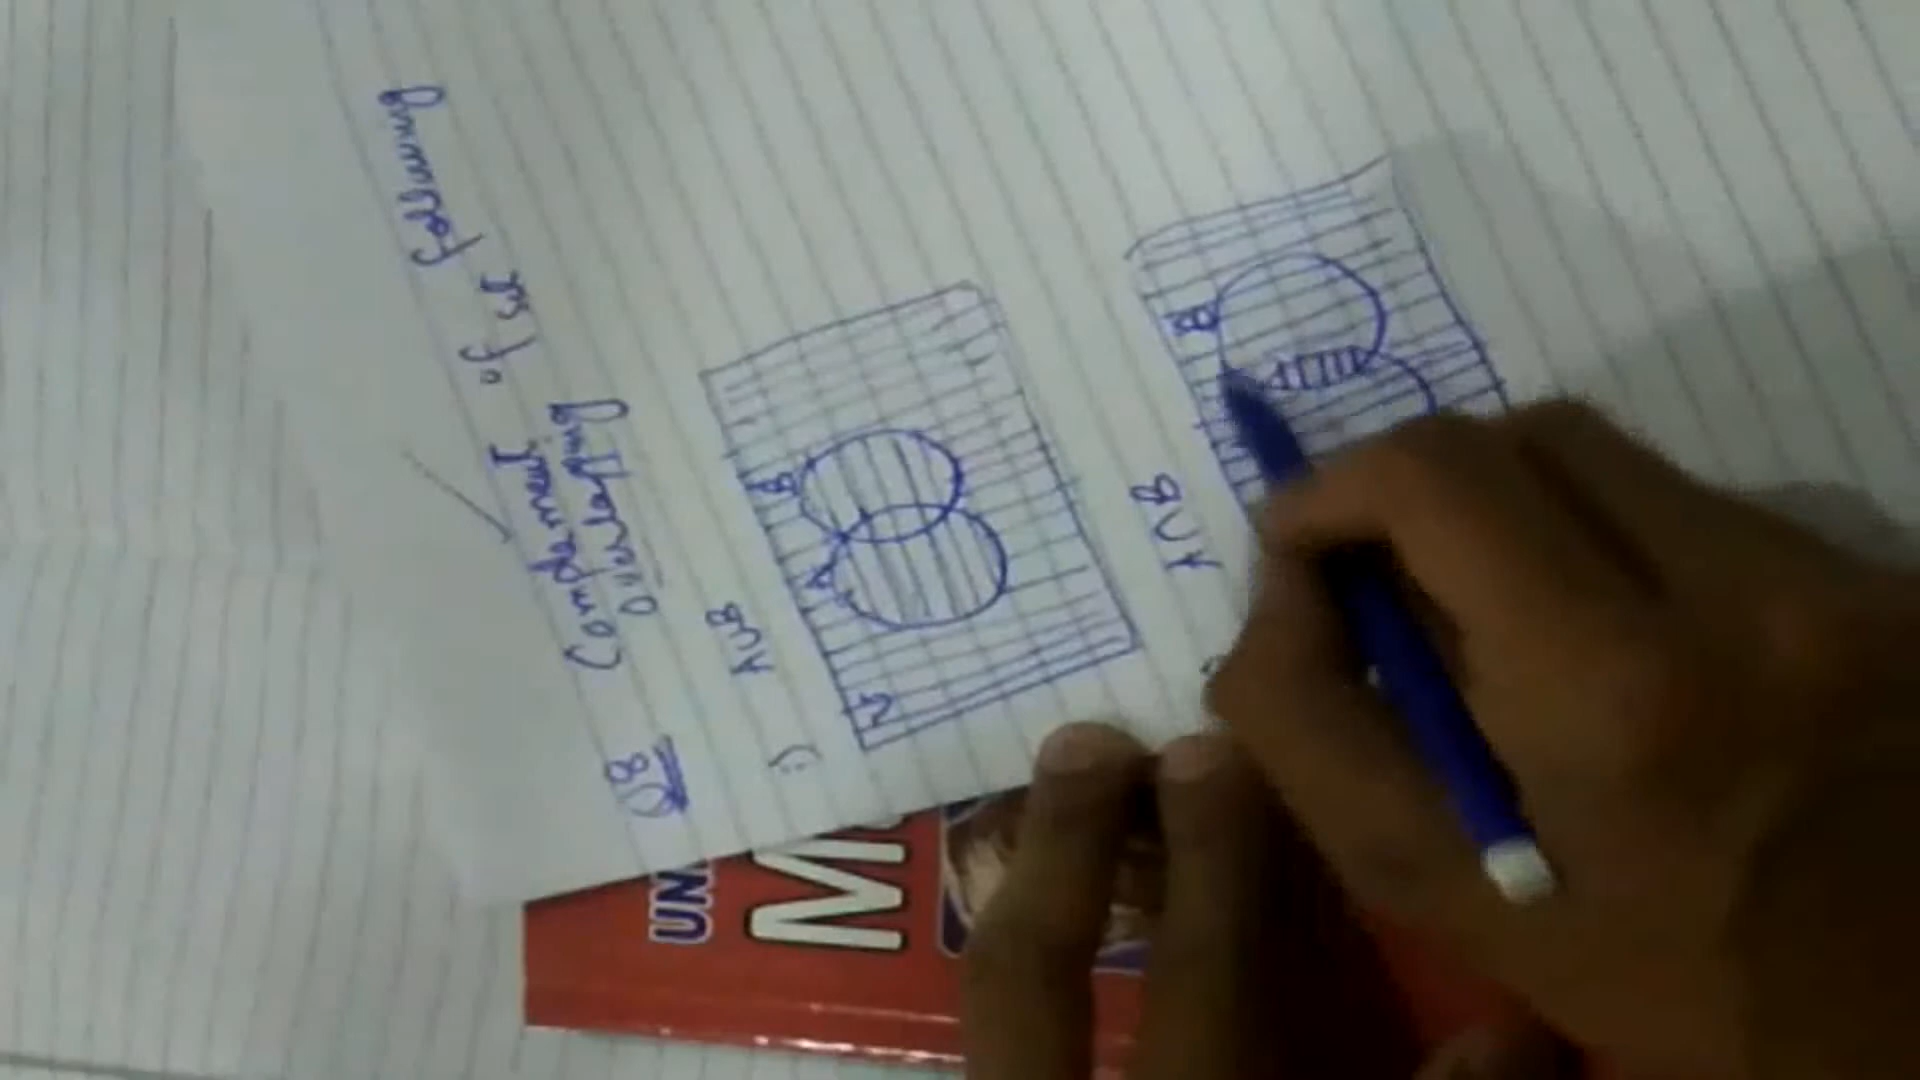 Q8 Complement of set following
overlapping
i) A∪B
U A B
A∩B
B
UN